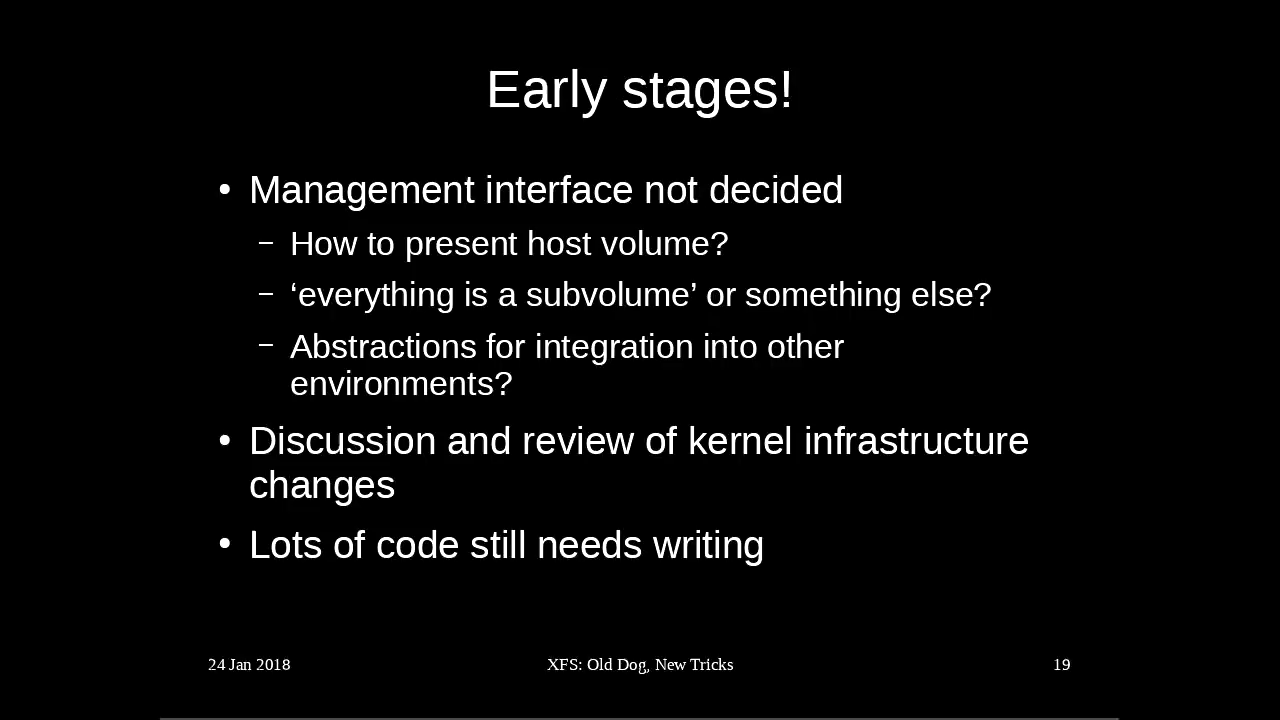 Early stages!
• Management interface not decided
– How to present host volume?
– ‘everything is a subvolume’ or something else?
– Abstractions for integration into other
environments?
• Discussion and review of kernel infrastructure
changes
• Lots of code still needs writing
24 Jan 2018
XFS: Old Dog, New Tricks
19